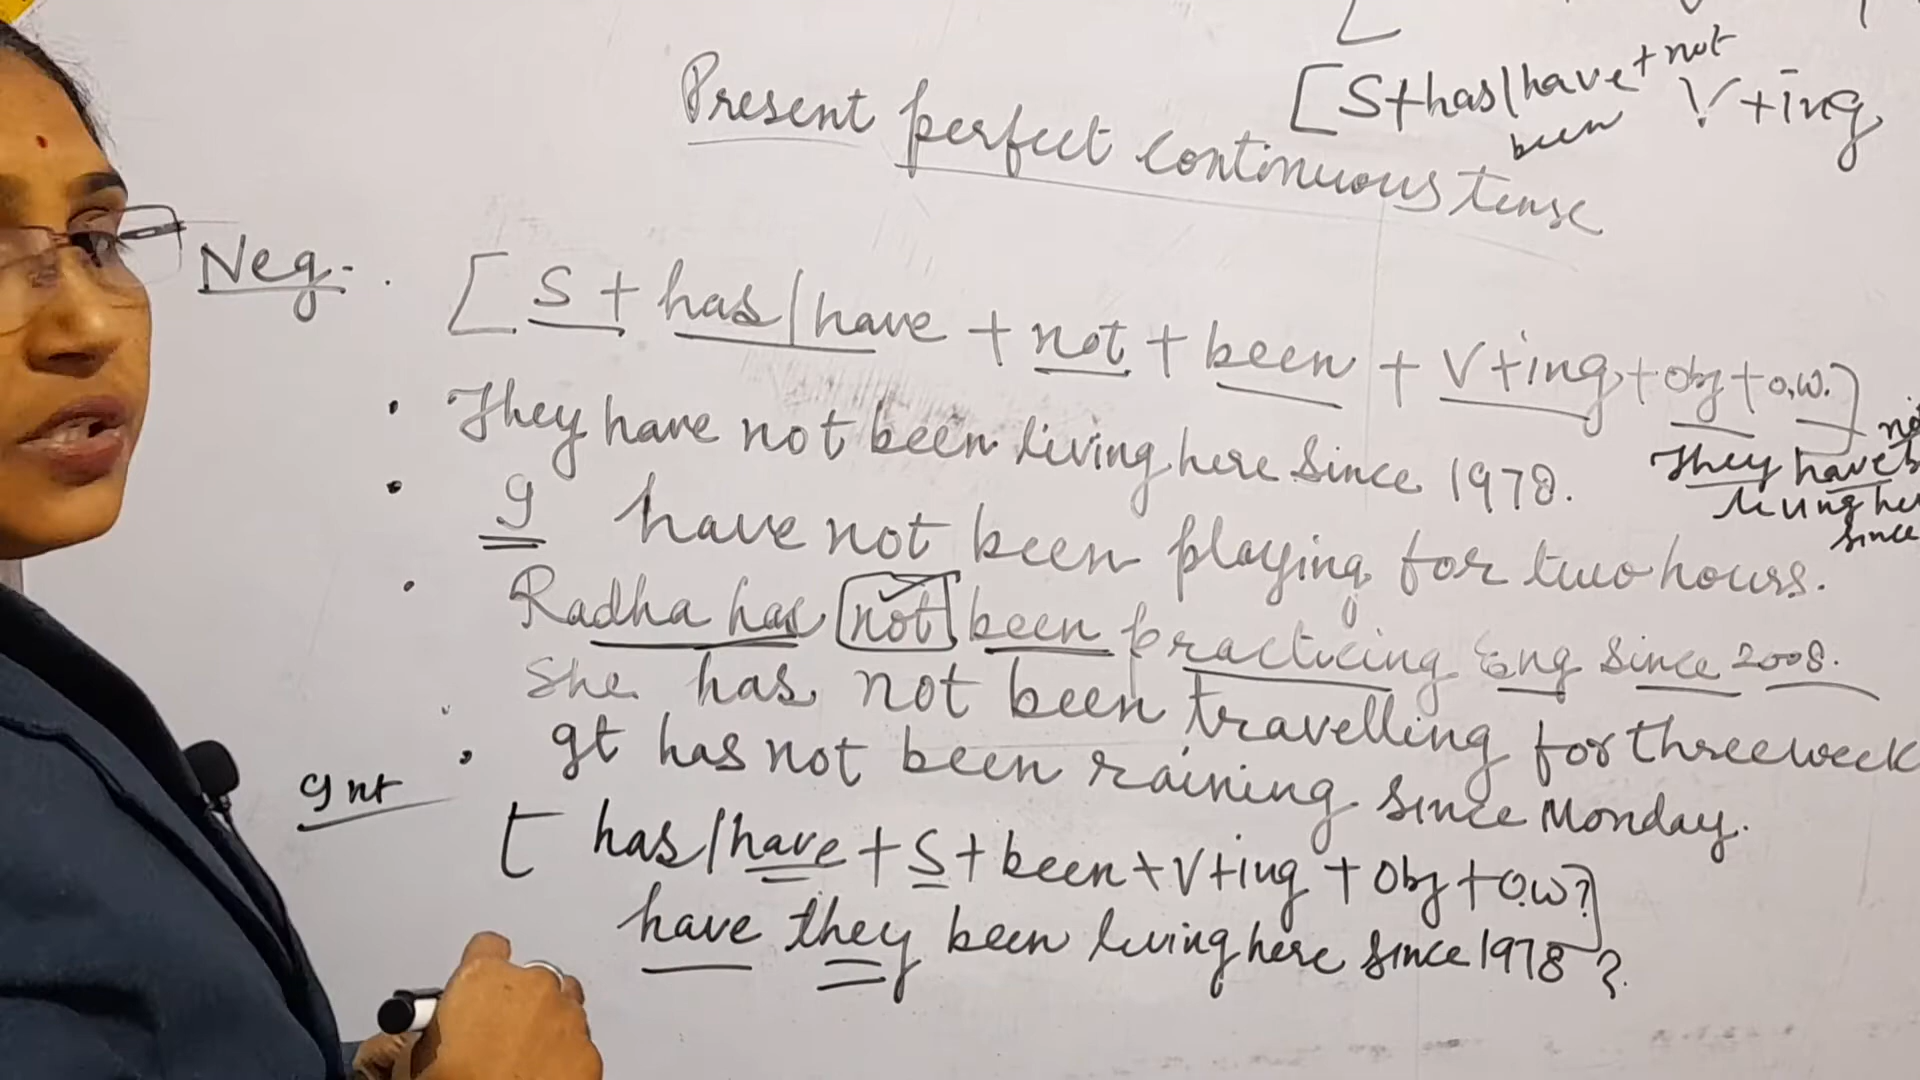 [S+has/have+not
been V+ing
Present perfect continuous tense
Neg:-
[S + has/have + not + been + V+ing + obj + o.w.]
They have not been living here since 1978.
They have
living he
since
I have not been playing for two hours.
Radha has not been practicing Eng since 2008.
She has not been travelling for three week
It has not been raining since Monday.
Int
[has/have + S + been + V+ing + obj + o.w?]
have they been living here since 1978?